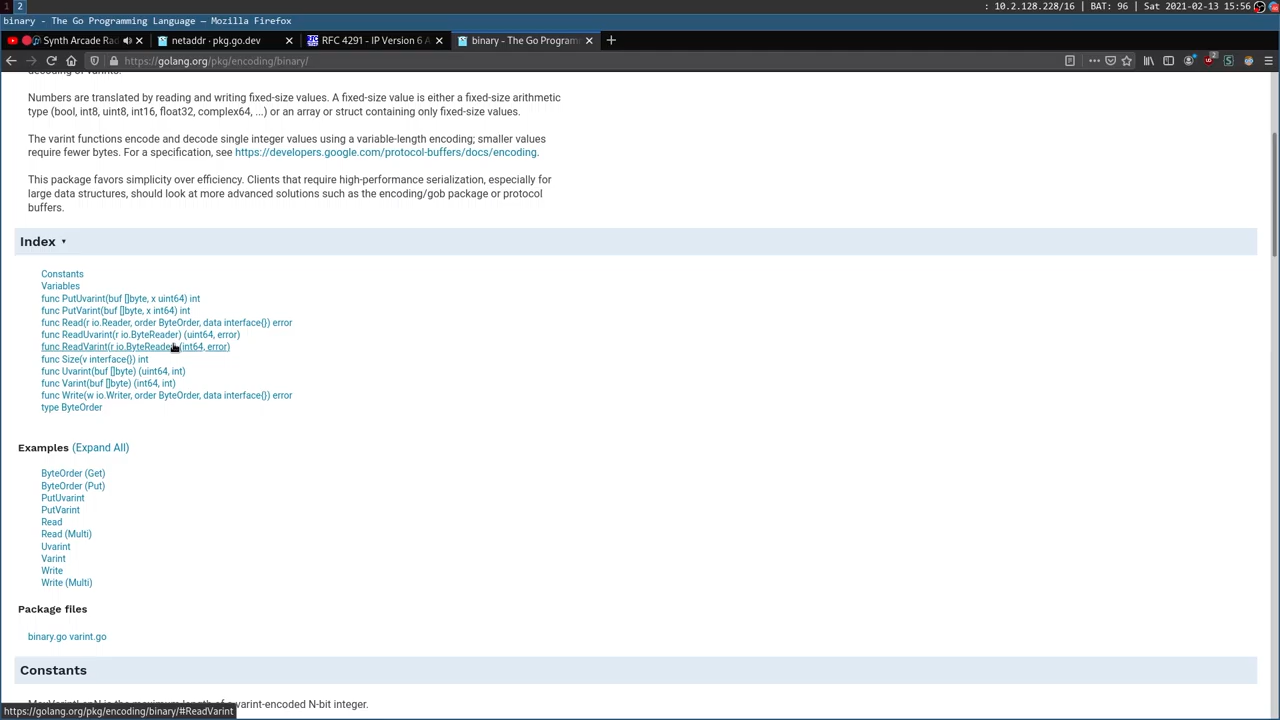 1 2
: 10.2.128.228/16 | BAT: 96 | Sat 2021-02-13 15:56
binary - The Go Programming Language — Mozilla Firefox
Synth Arcade Rad
netaddr · pkg.go.dev
RFC 4291 - IP Version 6 A
binary - The Go Program
https://golang.org/pkg/encoding/binary/
decoding of varints.
Numbers are translated by reading and writing fixed-size values. A fixed-size value is either a fixed-size arithmetic
type (bool, int8, uint8, int16, float32, complex64, ...) or an array or struct containing only fixed-size values.
The varint functions encode and decode single integer values using a variable-length encoding; smaller values
require fewer bytes. For a specification, see https://developers.google.com/protocol-buffers/docs/encoding.
This package favors simplicity over efficiency. Clients that require high-performance serialization, especially for
large data structures, should look at more advanced solutions such as the encoding/gob package or protocol
buffers.
Index ▾
Constants
Variables
func PutUvarint(buf []byte, x uint64) int
func PutVarint(buf []byte, x int64) int
func Read(r io.Reader, order ByteOrder, data interface{}) error
func ReadUvarint(r io.ByteReader) (uint64, error)
func ReadVarint(r io.ByteReader) (int64, error)
func Size(v interface{}) int
func Uvarint(buf []byte) (uint64, int)
func Varint(buf []byte) (int64, int)
func Write(w io.Writer, order ByteOrder, data interface{}) error
type ByteOrder
Examples (Expand All)
ByteOrder (Get)
ByteOrder (Put)
PutUvarint
PutVarint
Read
Read (Multi)
Uvarint
Varint
Write
Write (Multi)
Package files
binary.go varint.go
Constants
MaxVarintLenN is the maximum length of a varint-encoded N-bit integer.
https://golang.org/pkg/encoding/binary/#ReadVarint